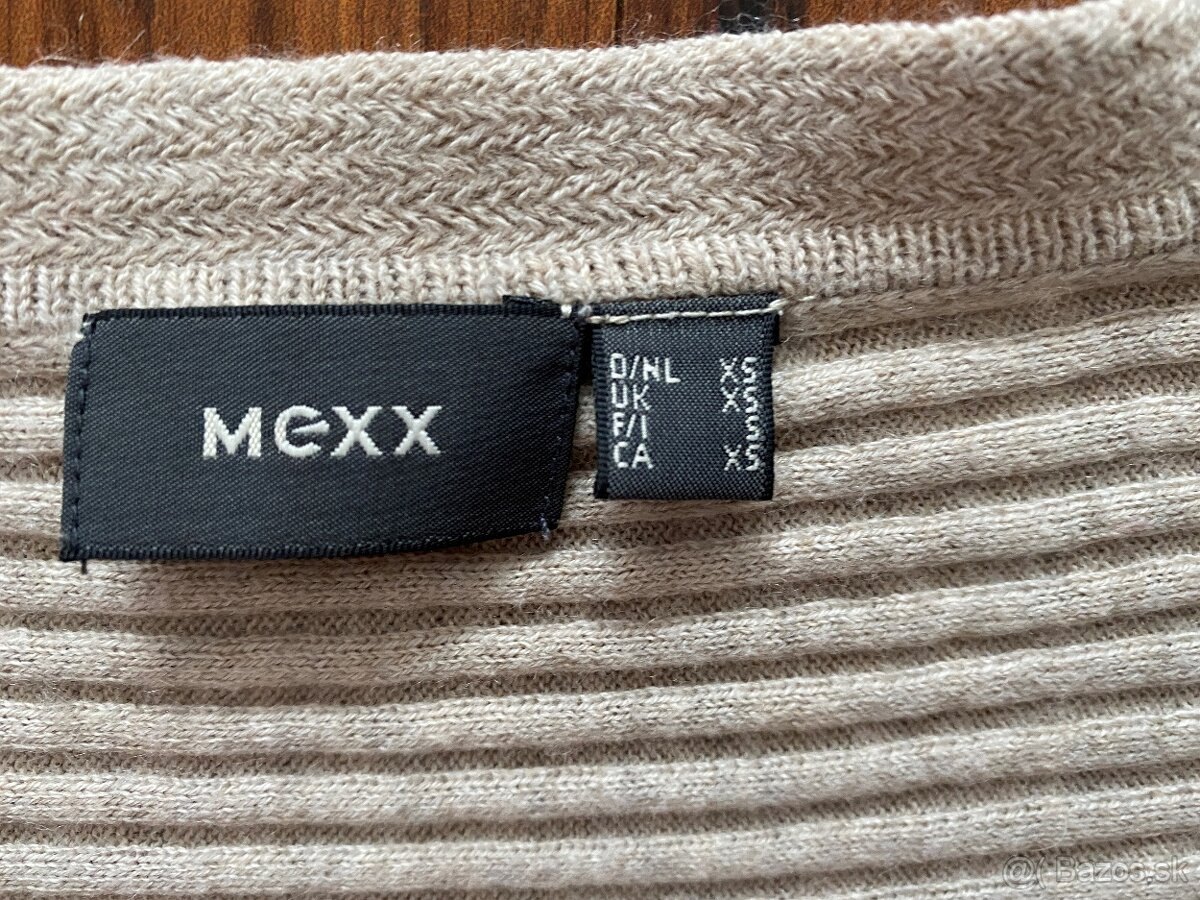 MEXX
D/NL XS
UK XS
F/I S
CA XS
@( Bazos.sk